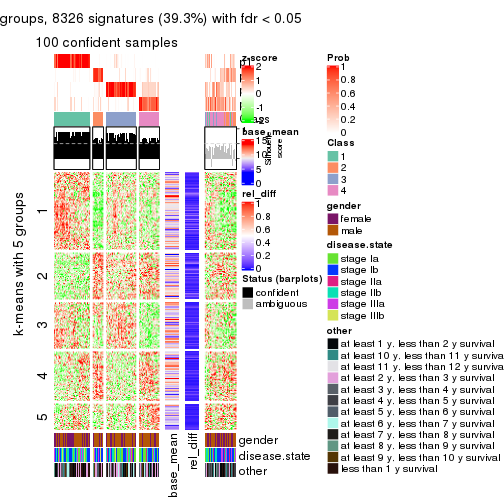 groups, 8326 signatures (39.3%) with fdr < 0.05
100 confident samples
z-score
2
1
0
-1
-2
base_mean
15
10
5
0
Silhouette
score
rel_diff
1
0.8
0.6
0.4
0.2
0
Status (barplots)
confident
ambiguous
k-means with 5 groups
1
2
3
4
5
gender
disease.state
other
base_mean
rel_diff
Prob
1
0.8
0.6
0.4
0.2
0
Class
1
2
3
4
gender
female
male
disease.state
stage Ia
stage Ib
stage IIa
stage IIb
stage IIIa
stage IIIb
other
at least 1 y. less than 2 y survival
at least 10 y. less than 11 y surviva
at least 11 y. less than 12 y surviva
at least 2 y. less than 3 y survival
at least 3 y. less than 4 y survival
at least 4 y. less than 5 y survival
at least 5 y. less than 6 y survival
at least 6 y. less than 7 y survival
at least 7 y. less than 8 y survival
at least 8 y. less than 9 y survival
at least 9 y. less than 10 y survival
less than 1 y survival